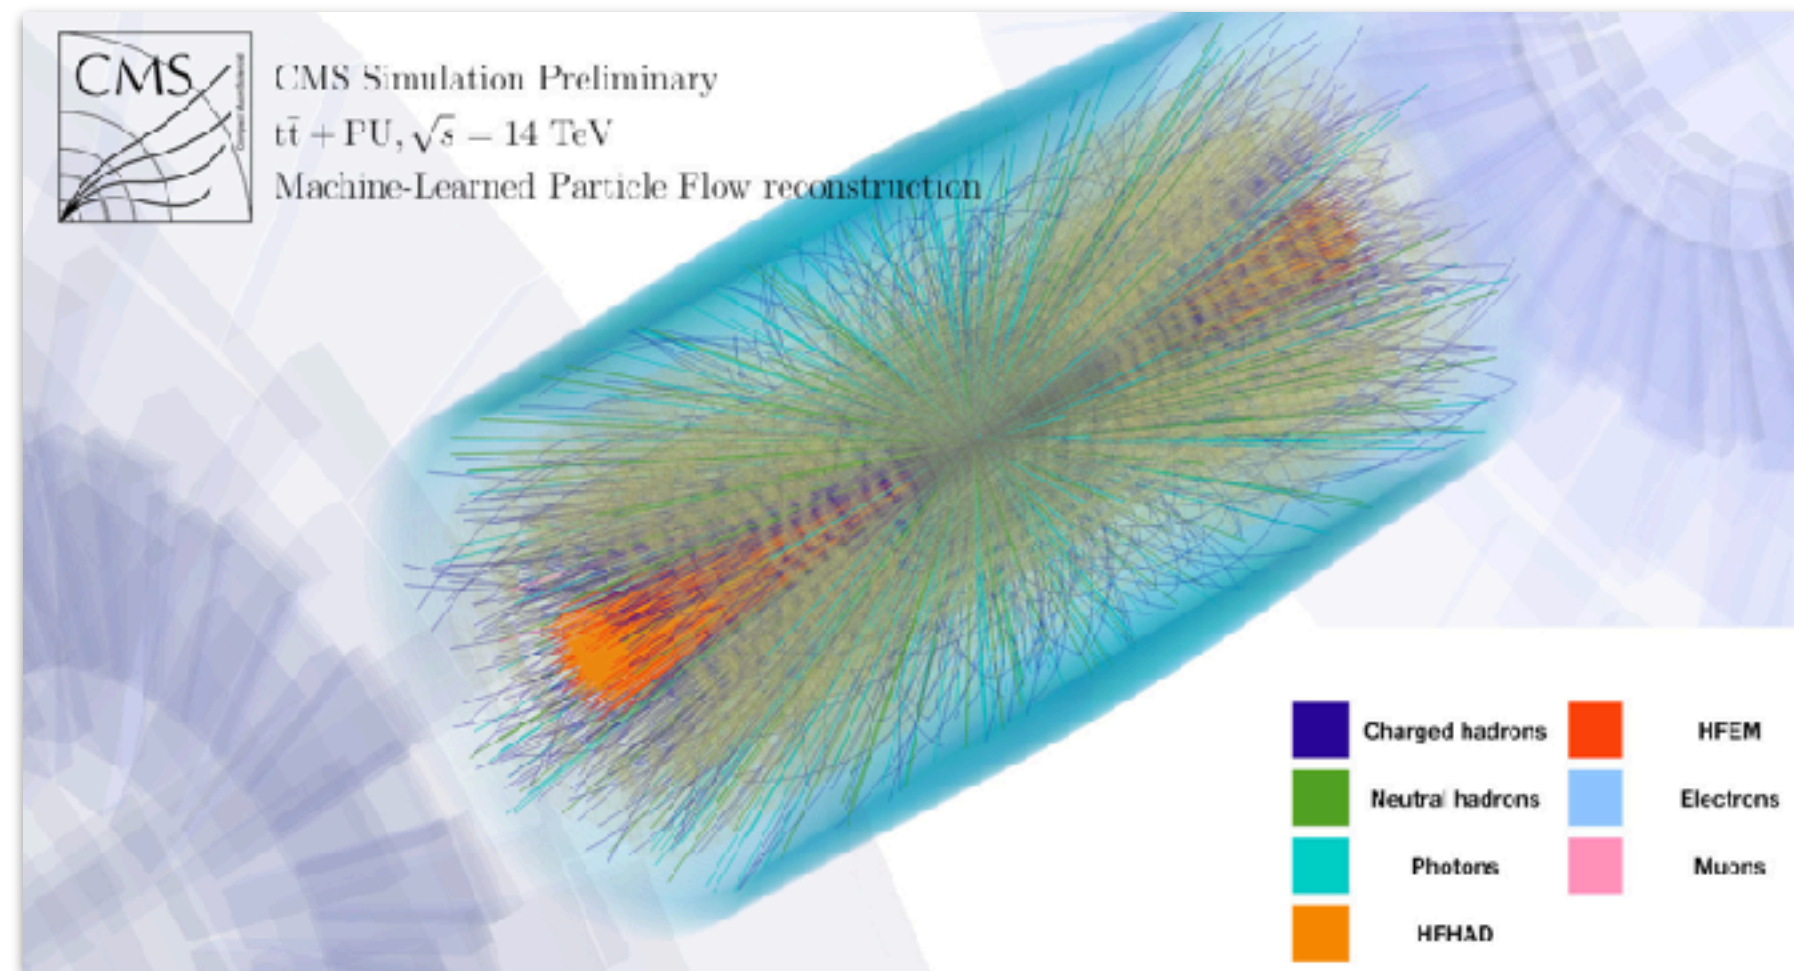 CMS
CMS Simulation Preliminary
tt̄ + PU, √s = 14 TeV
Machine-Learned Particle Flow reconstruction
Charged hadrons
HFEM
Neutral hadrons
Electrons
Photons
Muons
HFHAD